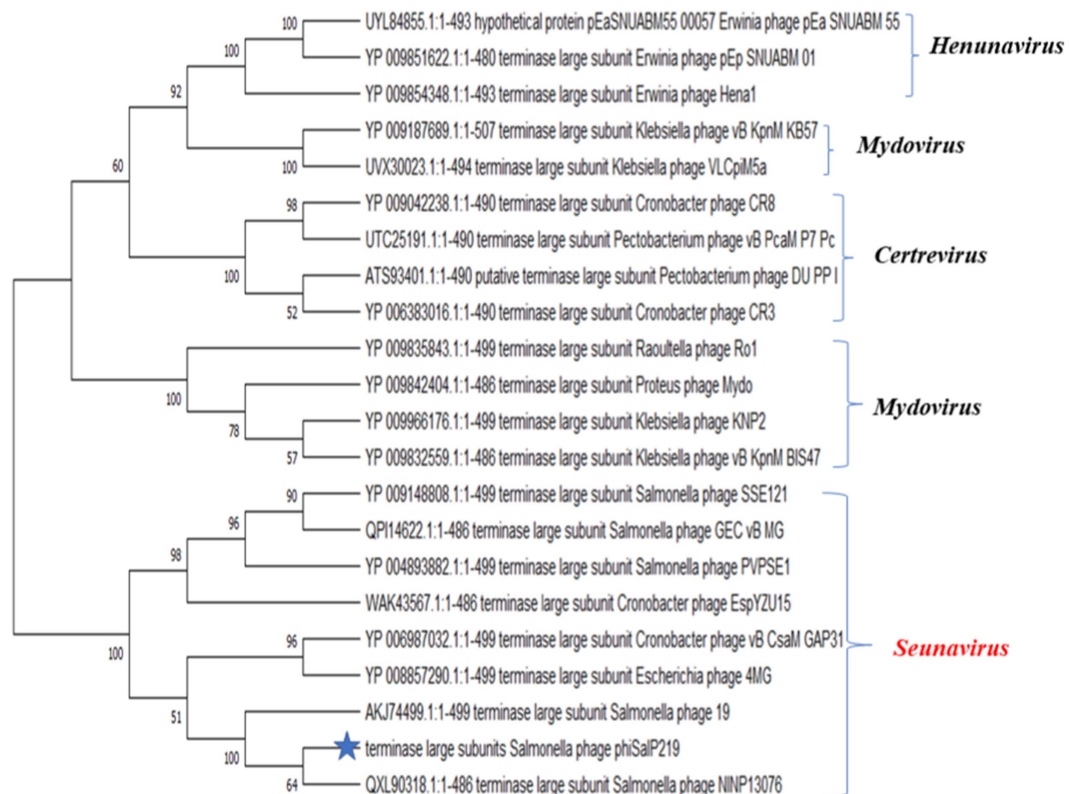 100
UYL84855.1:1-493 hypothetical protein pEaSNUABM55 00057 Erwinia phage pEa SNUABM 55
Henunavirus
100
YP 009851622.1:1-480 terminase large subunit Erwinia phage pEp SNUABM 01
92
YP 009854348.1:1-493 terminase large subunit Erwinia phage Hena1
YP 009187689.1:1-507 terminase large subunit Klebsiella phage vB KpnM KB57
Mydovirus
60
100
UVX30023.1:1-494 terminase large subunit Klebsiella phage VLCpiM5a
98
YP 009042238.1:1-490 terminase large subunit Cronobacter phage CR8
UTC25191.1:1-490 terminase large subunit Pectobacterium phage vB PcaM P7 Pc
Certrevirus
100
ATS93401.1:1-490 putative terminase large subunit Pectobacterium phage DU PP I
52
YP 006383016.1:1-490 terminase large subunit Cronobacter phage CR3
YP 009835843.1:1-499 terminase large subunit Raoultella phage Ro1
100
YP 009842404.1:1-486 terminase large subunit Proteus phage Mydo
Mydovirus
78
YP 009966176.1:1-499 terminase large subunit Klebsiella phage KNP2
57
YP 009832559.1:1-486 terminase large subunit Klebsiella phage vB KpnM BIS47
90
YP 009148808.1:1-499 terminase large subunit Salmonella phage SSE121
96
QPI14622.1:1-486 terminase large subunit Salmonella phage GEC vB MG
98
YP 004893882.1:1-499 terminase large subunit Salmonella phage PVPSE1
WAK43567.1:1-486 terminase large subunit Cronobacter phage EspYZU15
100
96
YP 006987032.1:1-499 terminase large subunit Cronobacter phage vB CsaM GAP31
Seunavirus
YP 008857290.1:1-499 terminase large subunit Escherichia phage 4MG
51
AKJ74499.1:1-499 terminase large subunit Salmonella phage 19
100
terminase large subunits Salmonella phage phiSalP219
64
QXL90318.1:1-486 terminase large subunit Salmonella phage NINP13076